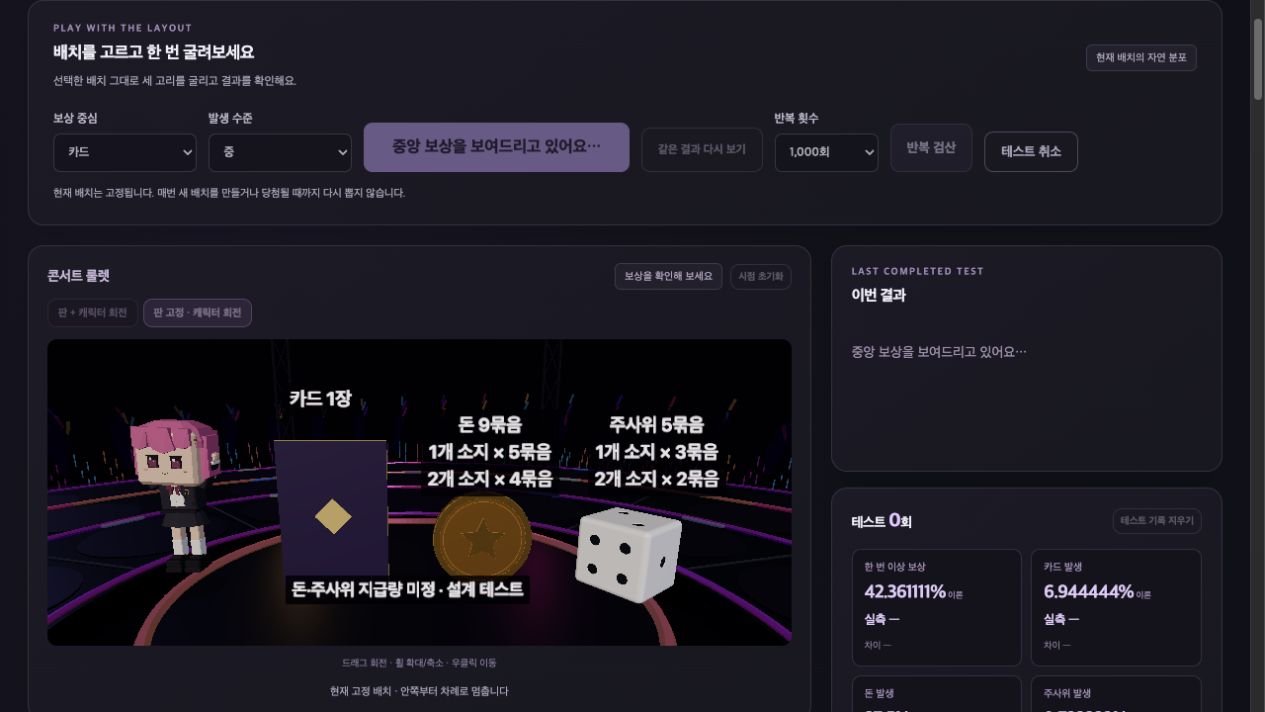 PLAY WITH THE LAYOUT
배치를 고르고 한 번 굴려보세요
선택한 배치 그대로 세 고리를 굴리고 결과를 확인해요.
현재 배치의 자연 분포
보상 중심
발생 수준
반복 횟수
카드
중
중앙 보상을 보여드리고 있어요…
같은 결과 다시 보기
1,000회
반복 검산
테스트 취소
현재 배치는 고정됩니다. 매번 새 배치를 만들거나 당첨될 때까지 다시 뽑지 않습니다.
콘서트 룰렛
보상을 확인해 보세요
시점 초기화
판 + 캐릭터 회전
판 고정 · 캐릭터 회전
카드 1장
돈 9묶음
1개 소지 × 5묶음
2개 소지 × 4묶음
주사위 5묶음
1개 소지 × 3묶음
2개 소지 × 2묶음
돈·주사위 지급량 미정 · 설계 테스트
드래그 회전 · 휠 확대/축소 · 우클릭 이동
현재 고정 배치 · 안쪽부터 차례로 멈춥니다
LAST COMPLETED TEST
이번 결과
중앙 보상을 보여드리고 있어요…
테스트 0회
테스트 기록 지우기
한 번 이상 보상
42.361111% 이론
실측 —
차이 —
카드 발생
6.944444% 이론
실측 —
차이 —
돈 발생
주사위 발생